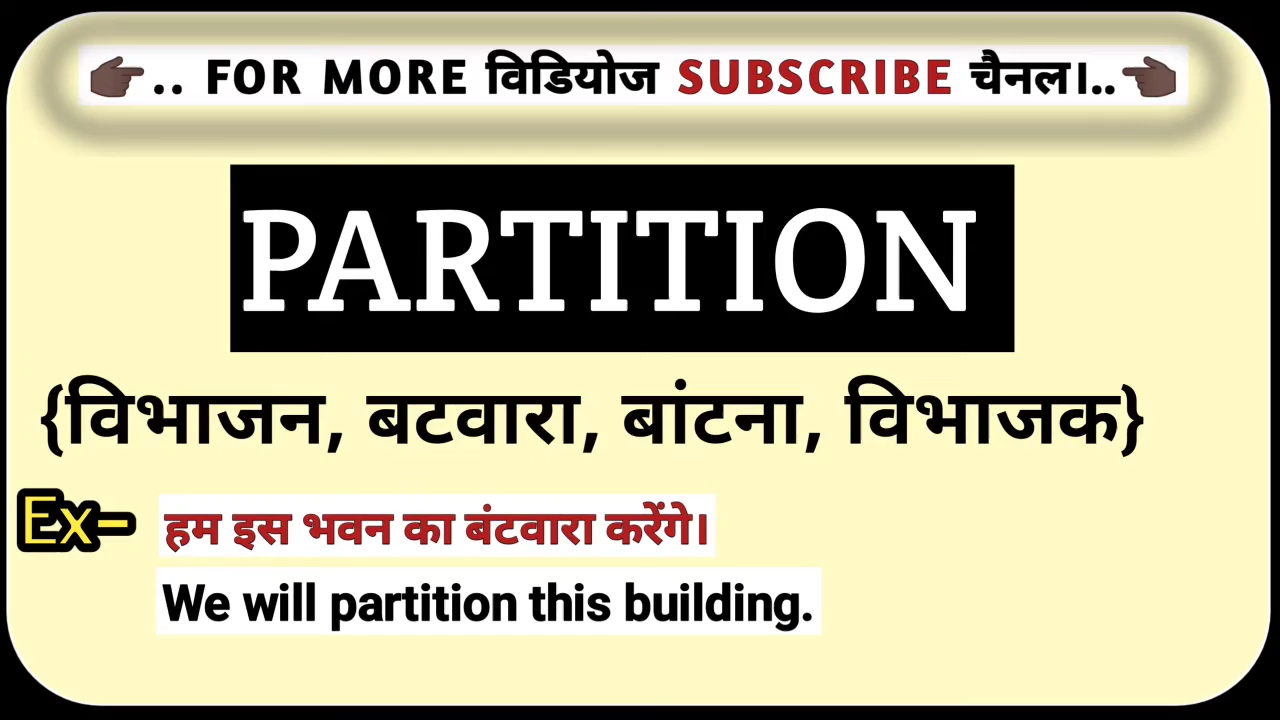 👉🏿.. FOR MORE विडियोज SUBSCRIBE चैनल।..👈🏿
PARTITION
{विभाजन, बटवारा, बांटना, विभाजक}
Ex- हम इस भवन का बंटवारा करेंगे।
We will partition this building.